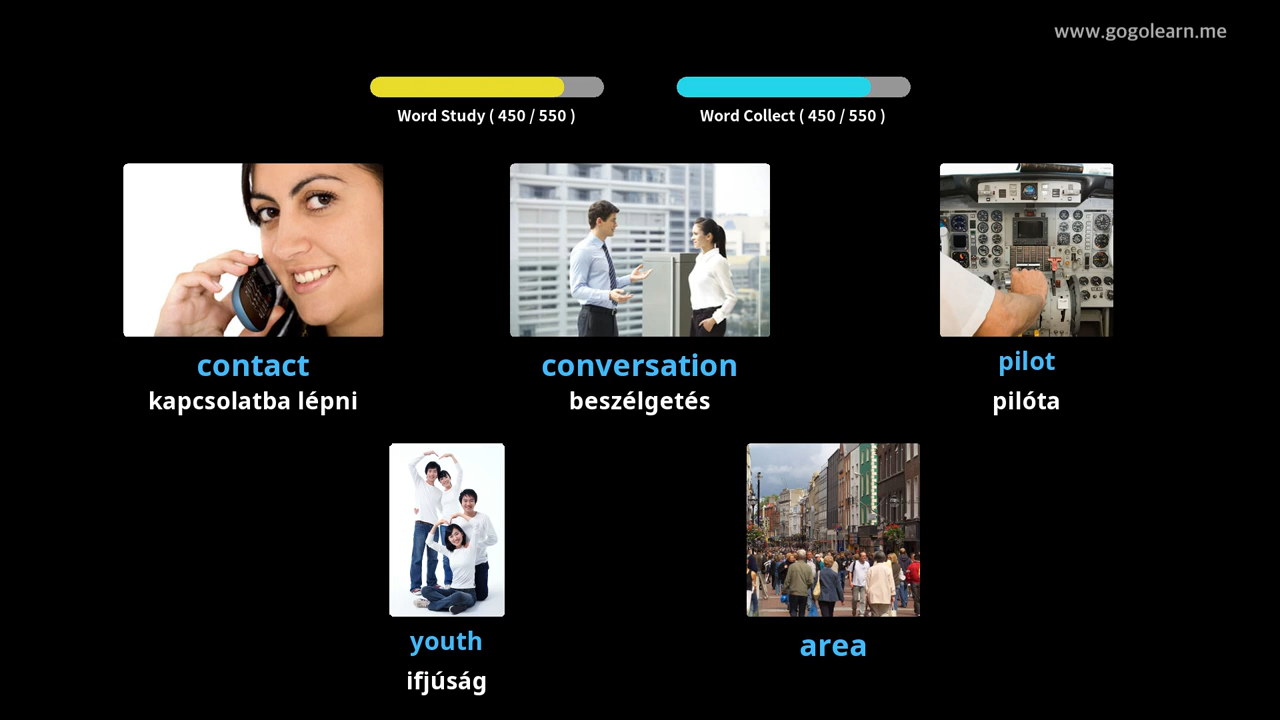 www.gogolearn.me
Word Study ( 450 / 550 )
Word Collect ( 450 / 550 )
contact
kapcsolatba lépni
conversation
beszélgetés
pilot
pilóta
youth
ifjúság
area